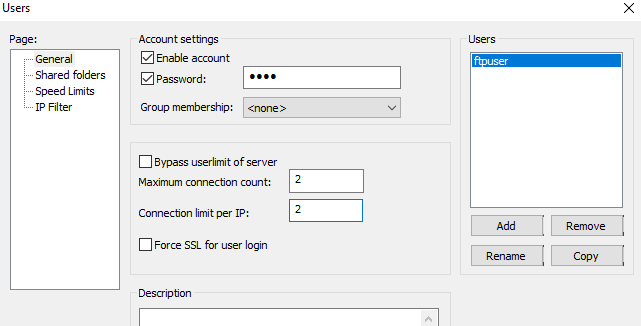 Users
Page:
General
Shared folders
Speed Limits
IP Filter
Account settings
Enable account
Password: ••••
Group membership: <none>
Bypass userlimit of server
Maximum connection count: 2
Connection limit per IP: 2
Force SSL for user login
Description
Users
ftpuser
Add Remove
Rename Copy